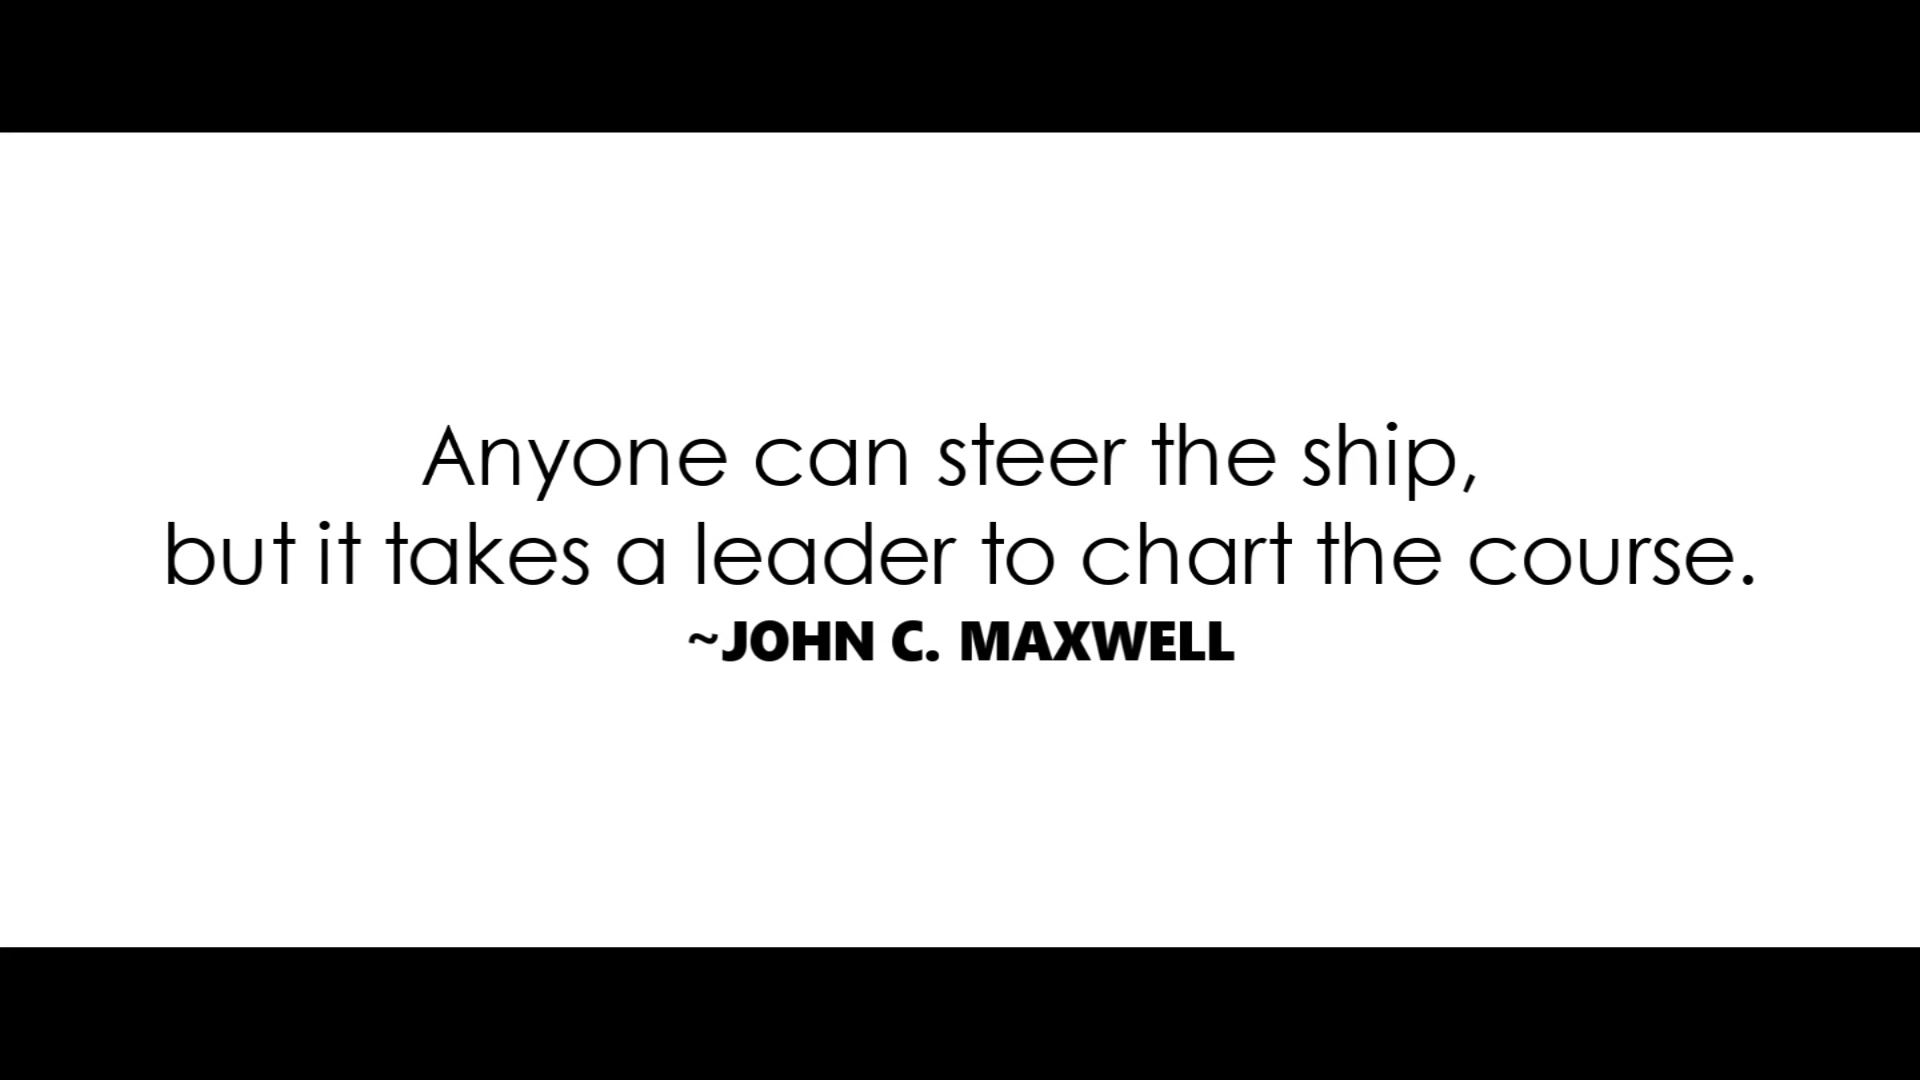 Anyone can steer the ship,
but it takes a leader to chart the course.
~JOHN C. MAXWELL